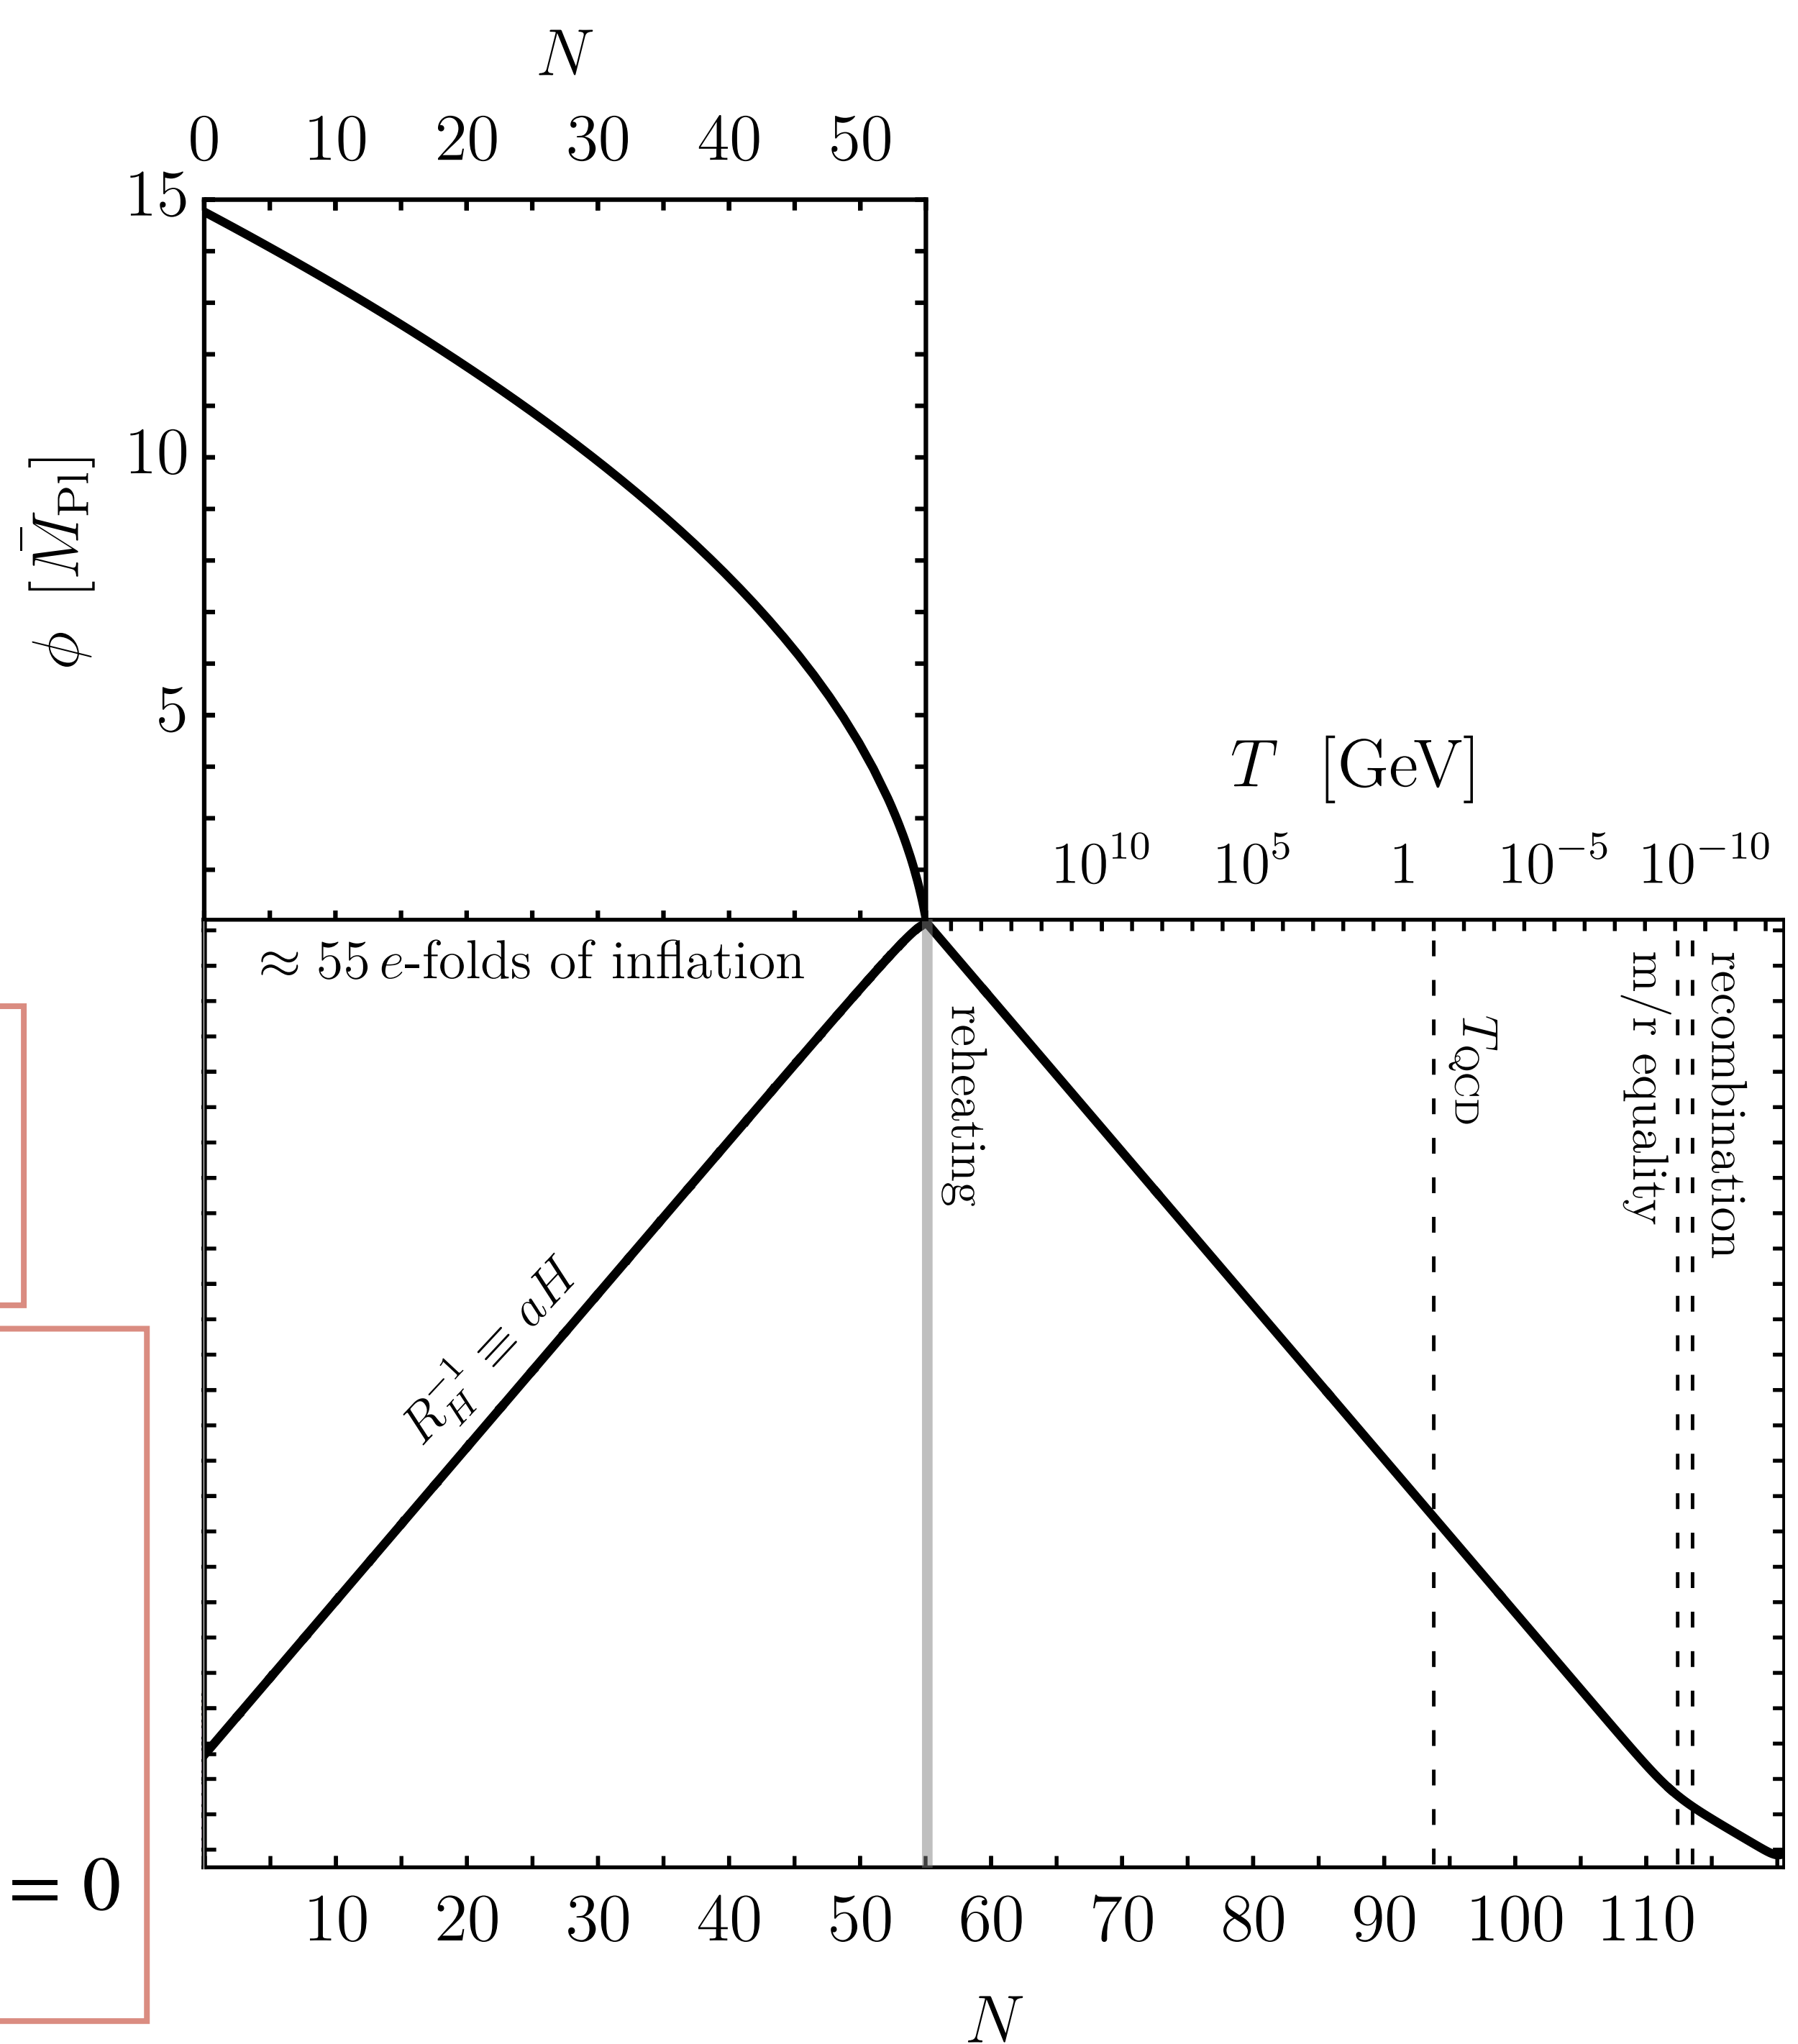 N
0 10 20 30 40 50
15
10
5
ϕ [M̄_Pl]
T [GeV]
10^10 10^5 1 10^−5 10^−10
≈ 55 e-folds of inflation
reheating
T_QCD
m/r equality
recombination
R_H^−1 ≡ aH
= 0
10 20 30 40 50 60 70 80 90 100 110
N